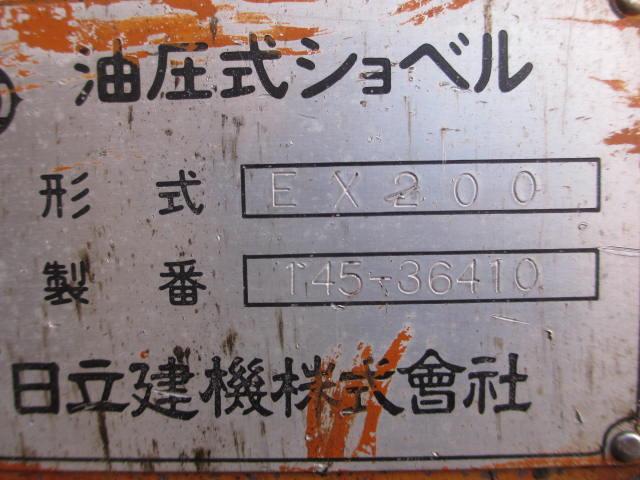 油圧式ショベル
形式 EX200
製番 145-36410
日立建機株式會社